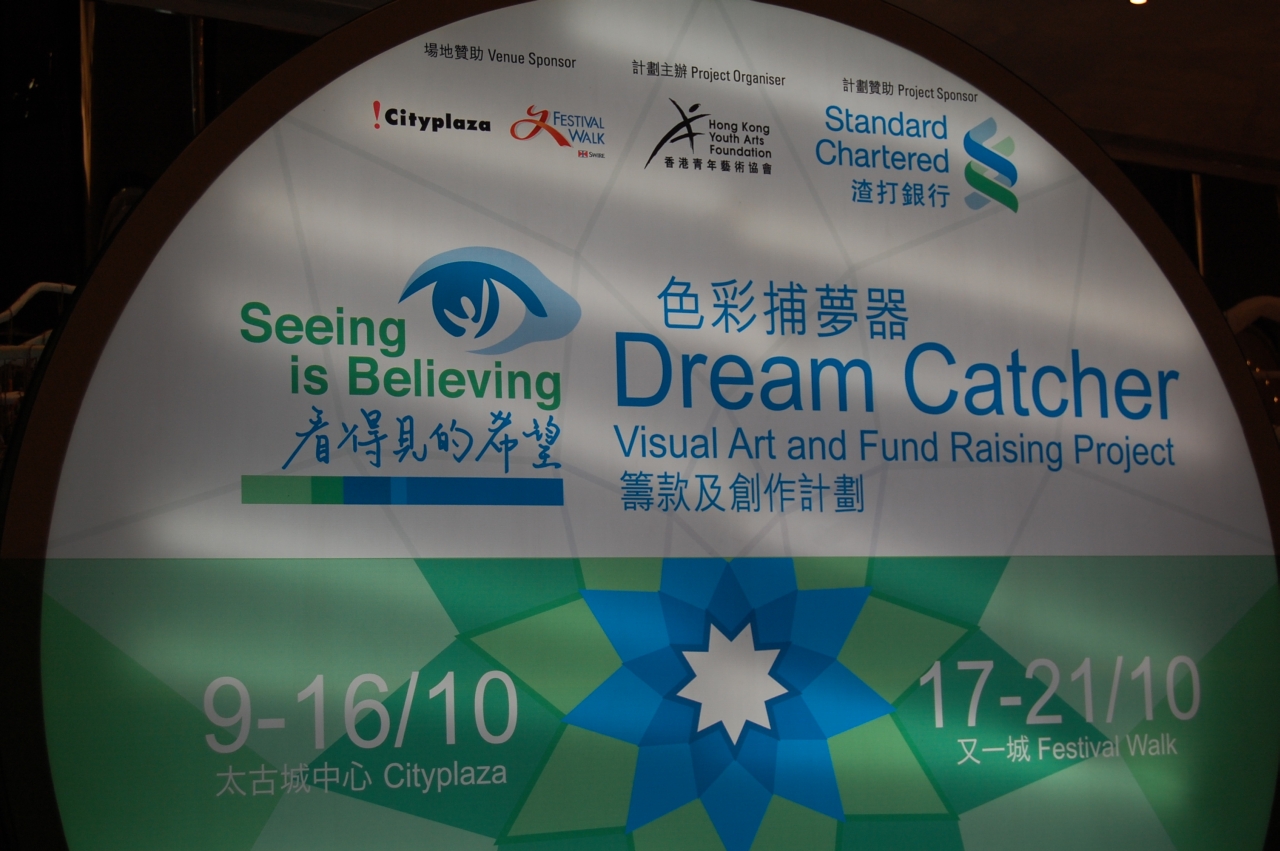 場地贊助 Venue Sponsor
計劃主辦 Project Organiser
計劃贊助 Project Sponsor
!Cityplaza
FESTIVAL
WALK
SWIRE
Hong Kong
Youth Arts
Foundation
香港青年藝術協會
Standard
Chartered
渣打銀行
Seeing
is Believing
看得見的希望
色彩捕夢器
Dream Catcher
Visual Art and Fund Raising Project
籌款及創作計劃
9-16/10
太古城中心 Cityplaza
17-21/10
又一城 Festival Walk